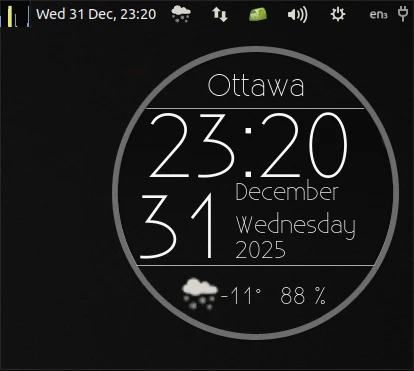 Wed 31 Dec, 23:20
en₃
Ottawa
23:20
31
December
Wednesday
2025
-11° 88 %